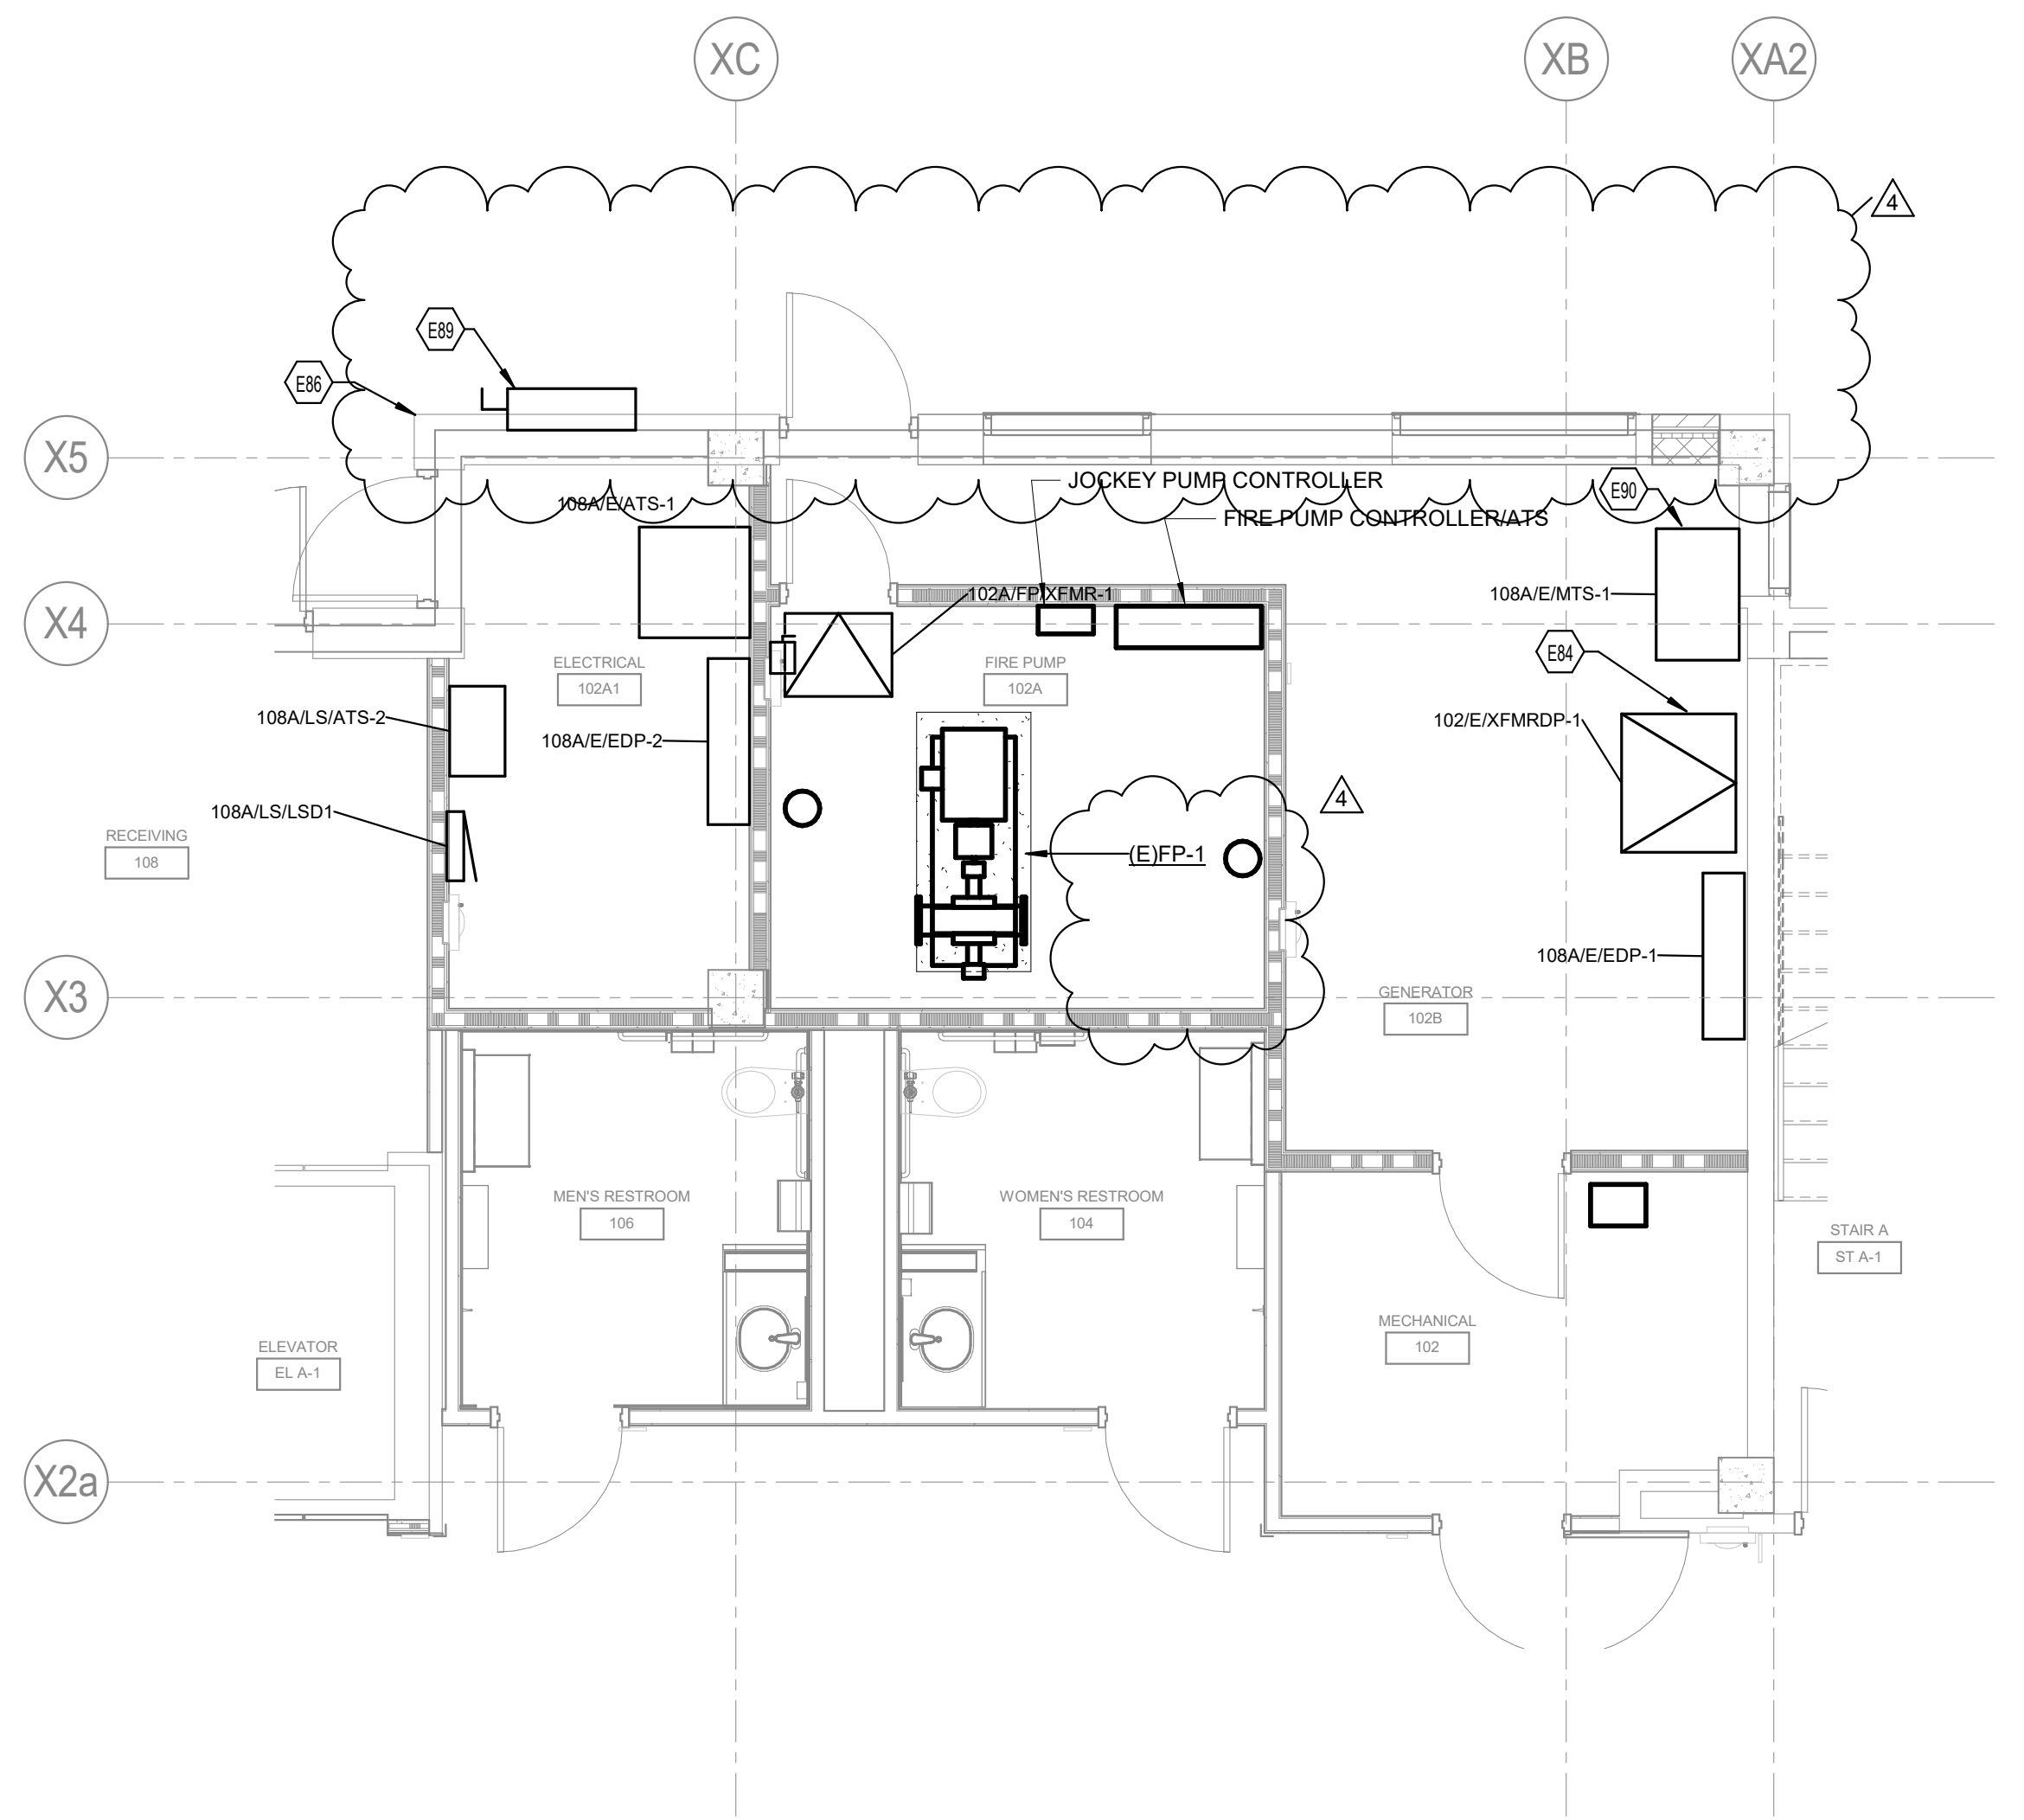 XC
XB
XA2
4
E89
E86
X5
JOCKEY PUMP CONTROLLER
E90
108A/E/ATS-1
FIRE PUMP CONTROLLER/ATS
102A/FP/XFMR-1
108A/E/MTS-1
X4
E84
ELECTRICAL
102A1
FIRE PUMP
102A
108A/LS/ATS-2
108A/E/EDP-2
102/E/XFMRDP-1
4
108A/LS/LSD1
RECEIVING
108
(E)FP-1
108A/E/EDP-1
X3
GENERATOR
102B
MEN'S RESTROOM
106
WOMEN'S RESTROOM
104
STAIR A
ST A-1
MECHANICAL
102
ELEVATOR
EL A-1
X2a